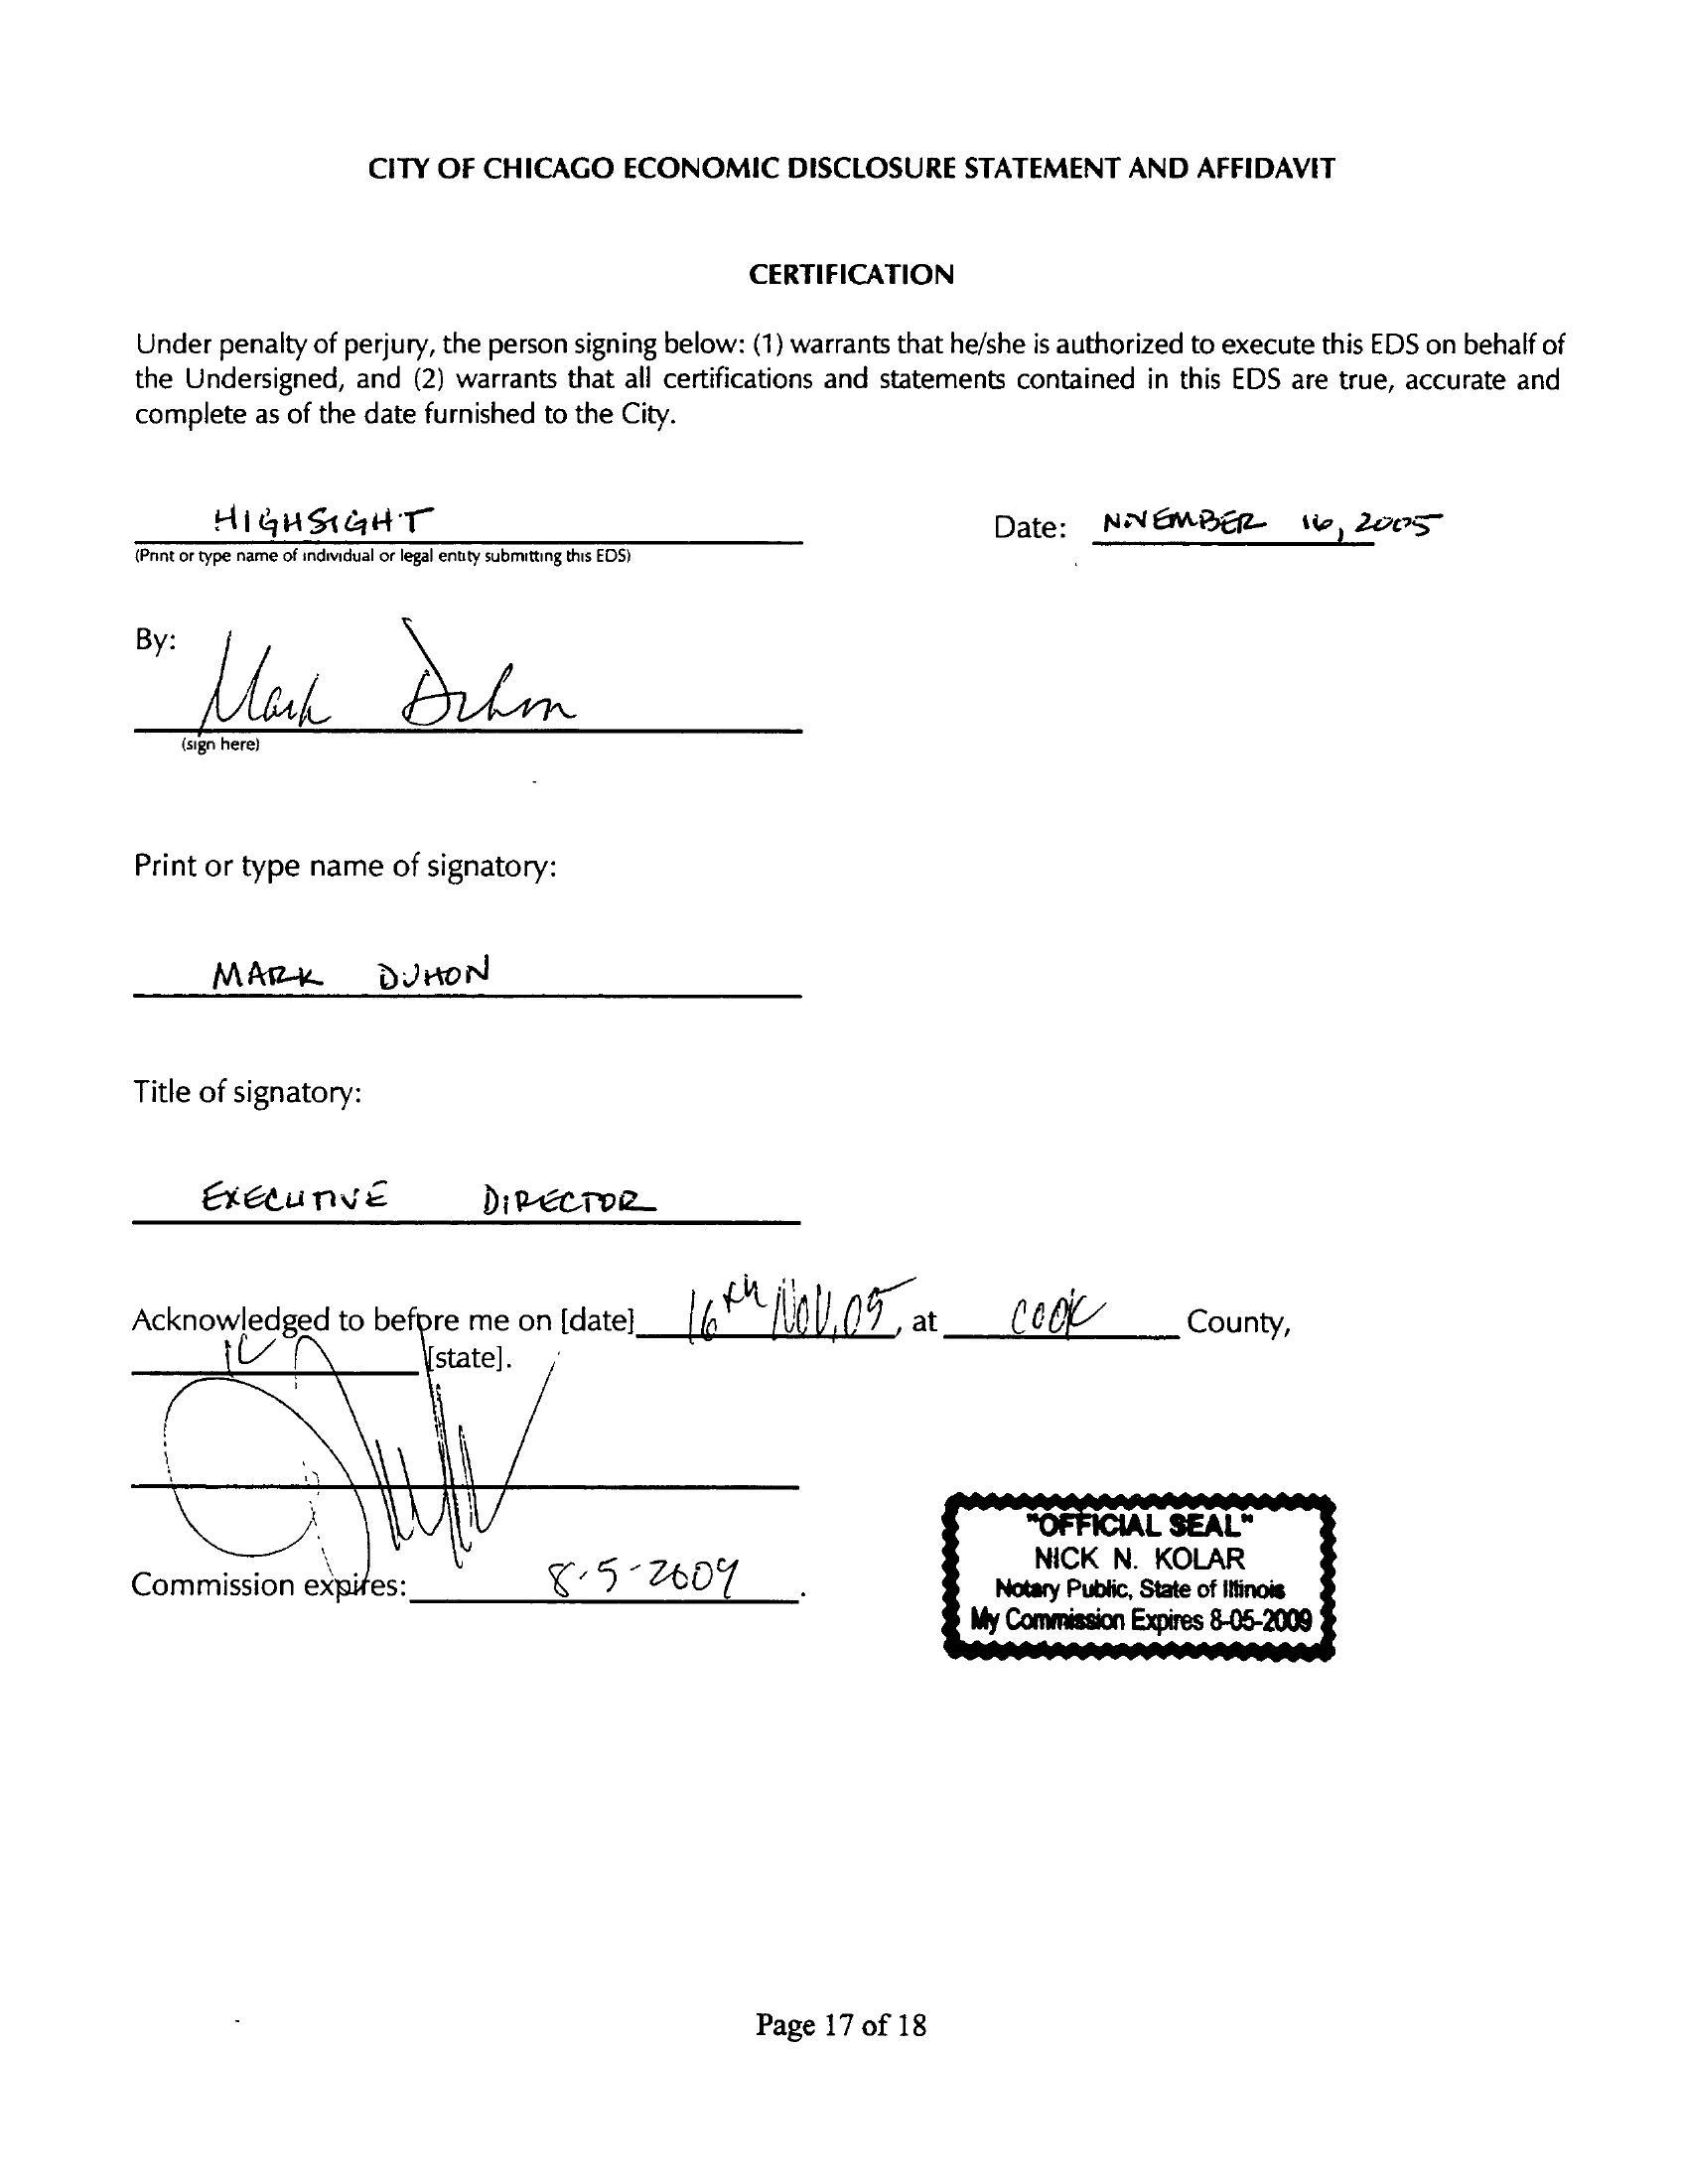 CITY OF CHICAGO ECONOMIC DISCLOSURE STATEMENT AND AFFIDAVIT
CERTIFICATION
Under penalty of perjury, the person signing below: (1) warrants that he/she is authorized to execute this EDS on behalf of
the Undersigned, and (2) warrants that all certifications and statements contained in this EDS are true, accurate and
complete as of the date furnished to the City.
HIGHSIGHT Date: NOVEMBER 16, 2005
(Print or type name of individual or legal entity submitting this EDS)
By: Mark Duhon
(sign here)
Print or type name of signatory:
MARK DUHON
Title of signatory:
EXECUTIVE DIRECTOR
Acknowledged to before me on [date] 16th NOV, 05, at COOK County,
IL [state].
Commission expires: 8-5-2009.
"OFFICIAL SEAL"
NICK N. KOLAR
Notary Public, State of Illinois
My Commission Expires 8-05-2009
Page 17 of 18